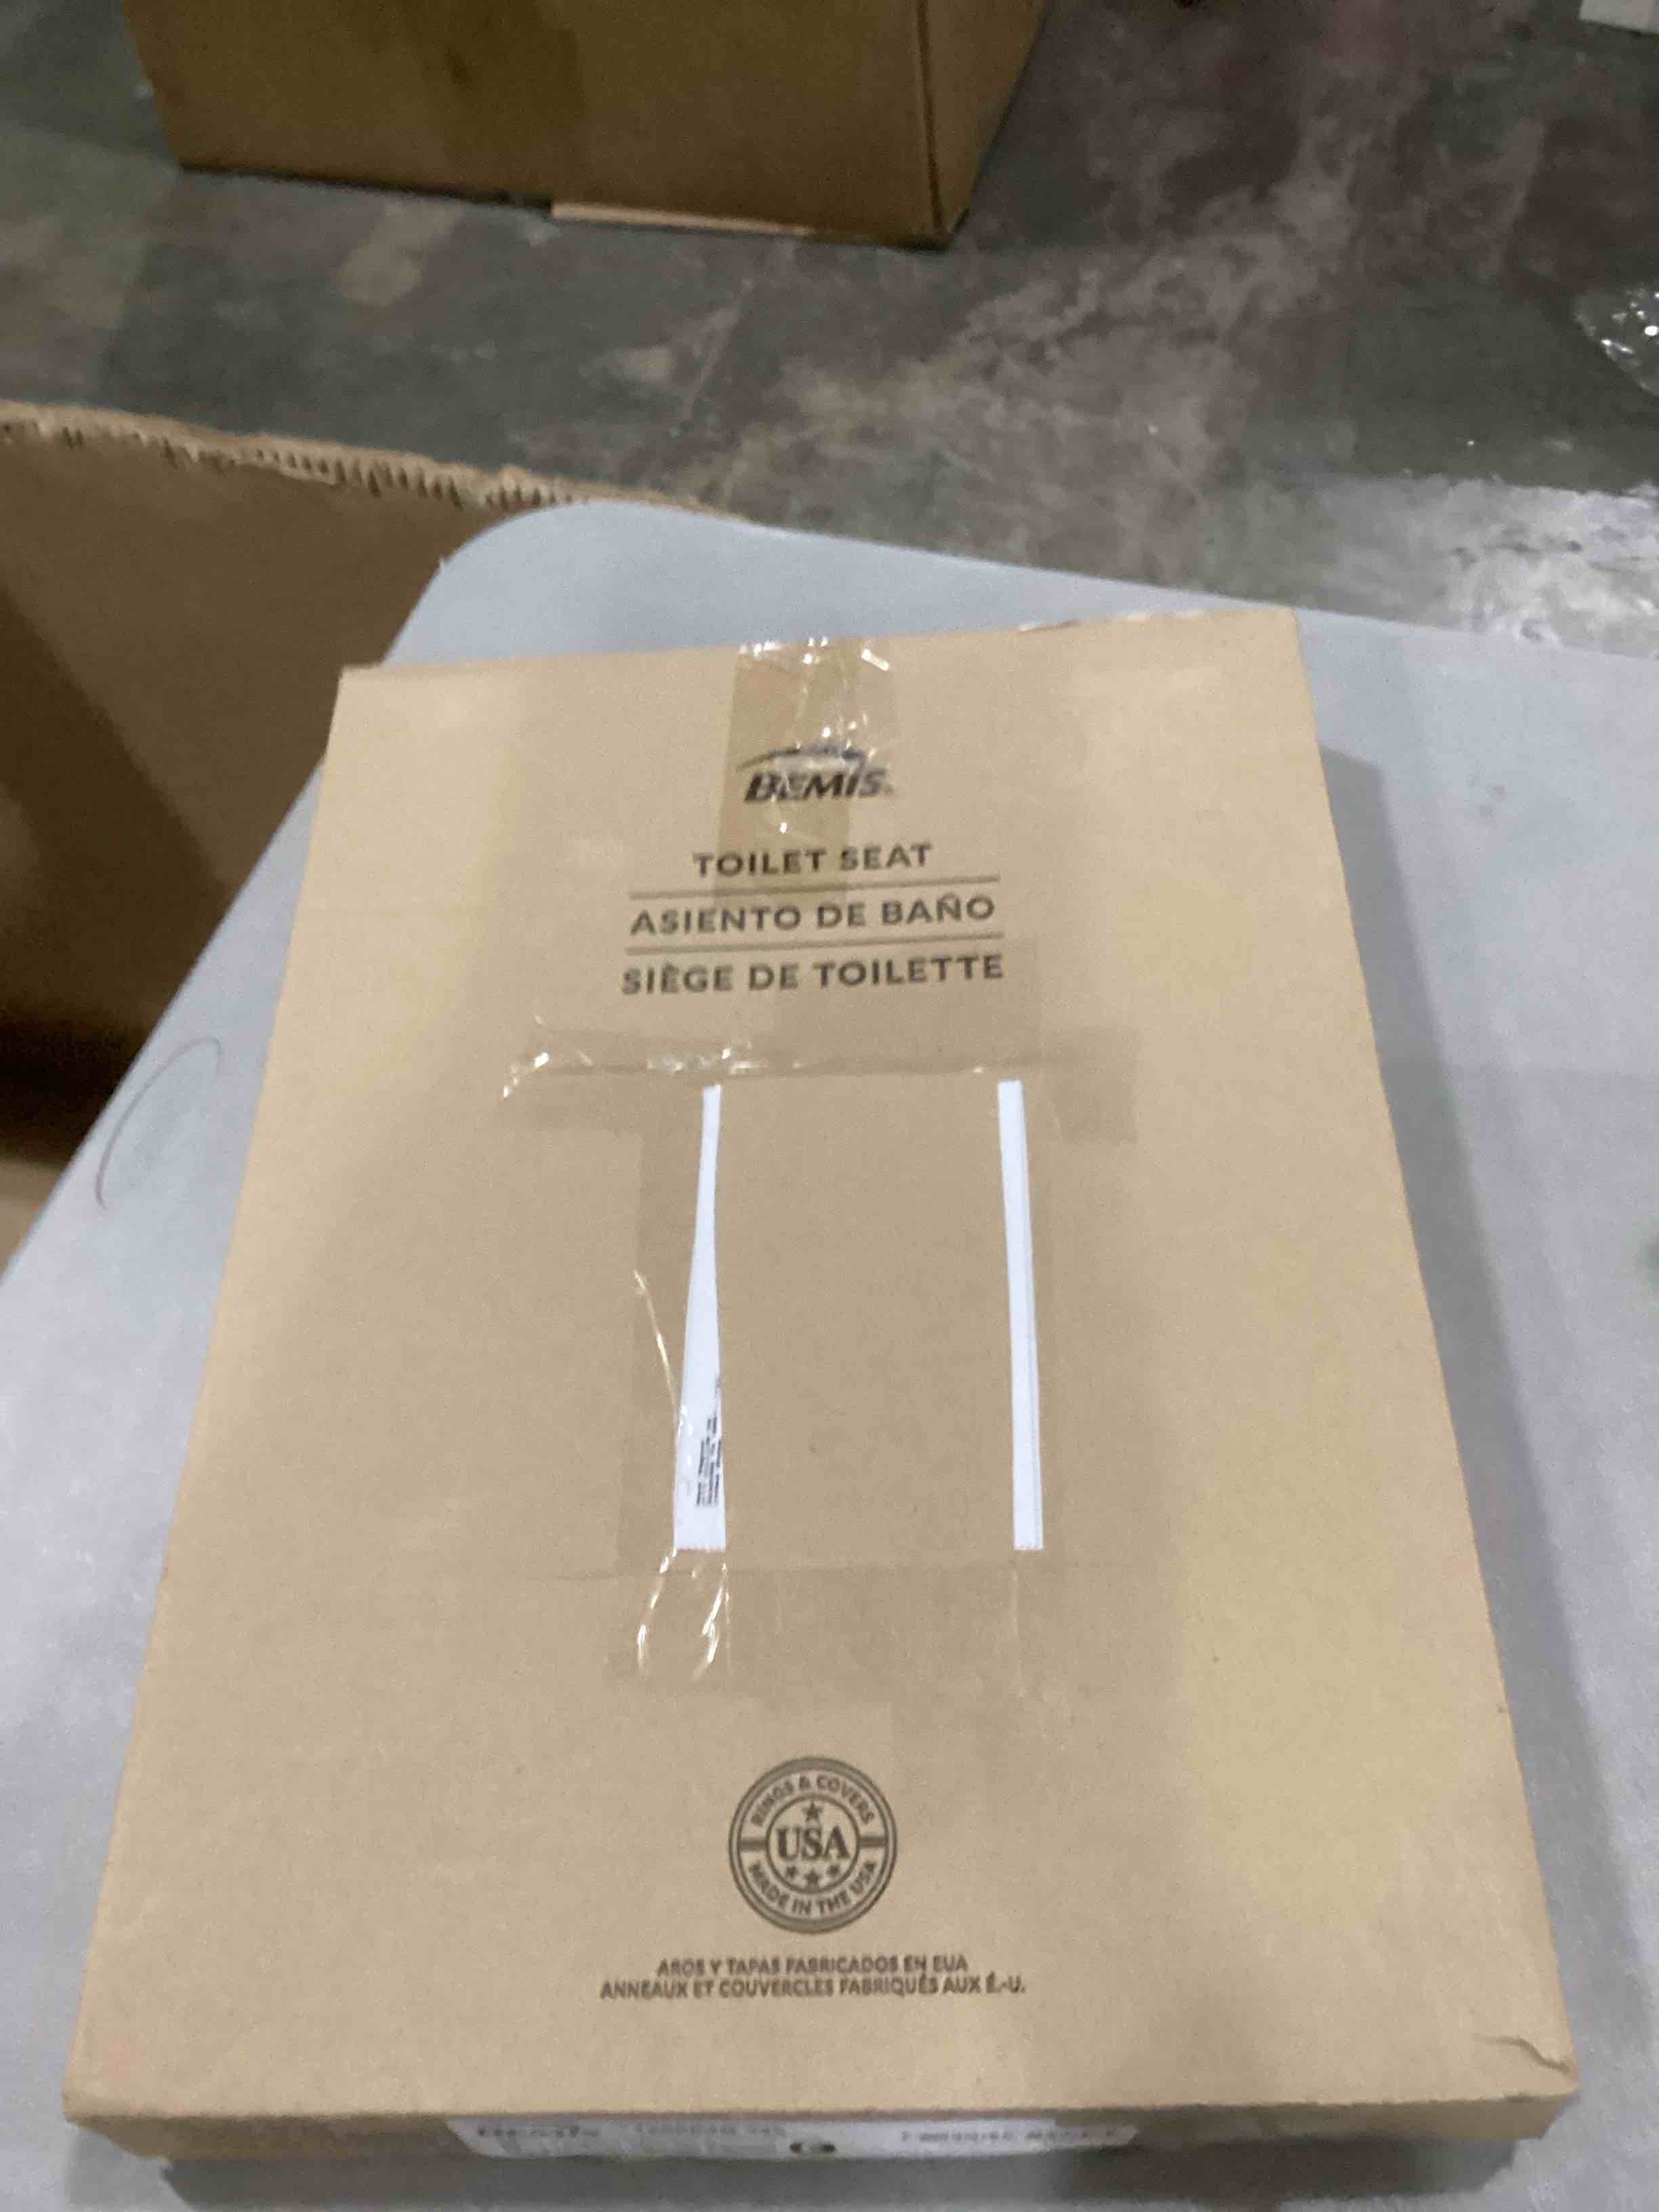 BEMIS
TOILET SEAT
ASIENTO DE BAÑO
SIÈGE DE TOILETTE
RINGS & COVERS
USA
MADE IN THE USA
AROS Y TAPAS FABRICADOS EN EUA
ANNEAUX ET COUVERCLES FABRIQUÉS AUX É.-U.